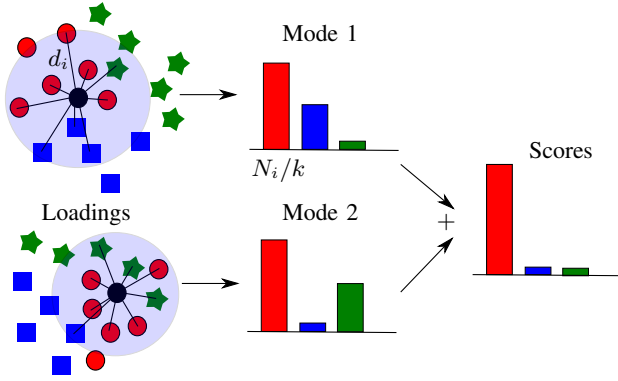 Mode 1
d_i
N_i/k
Scores
Loadings
Mode 2
+